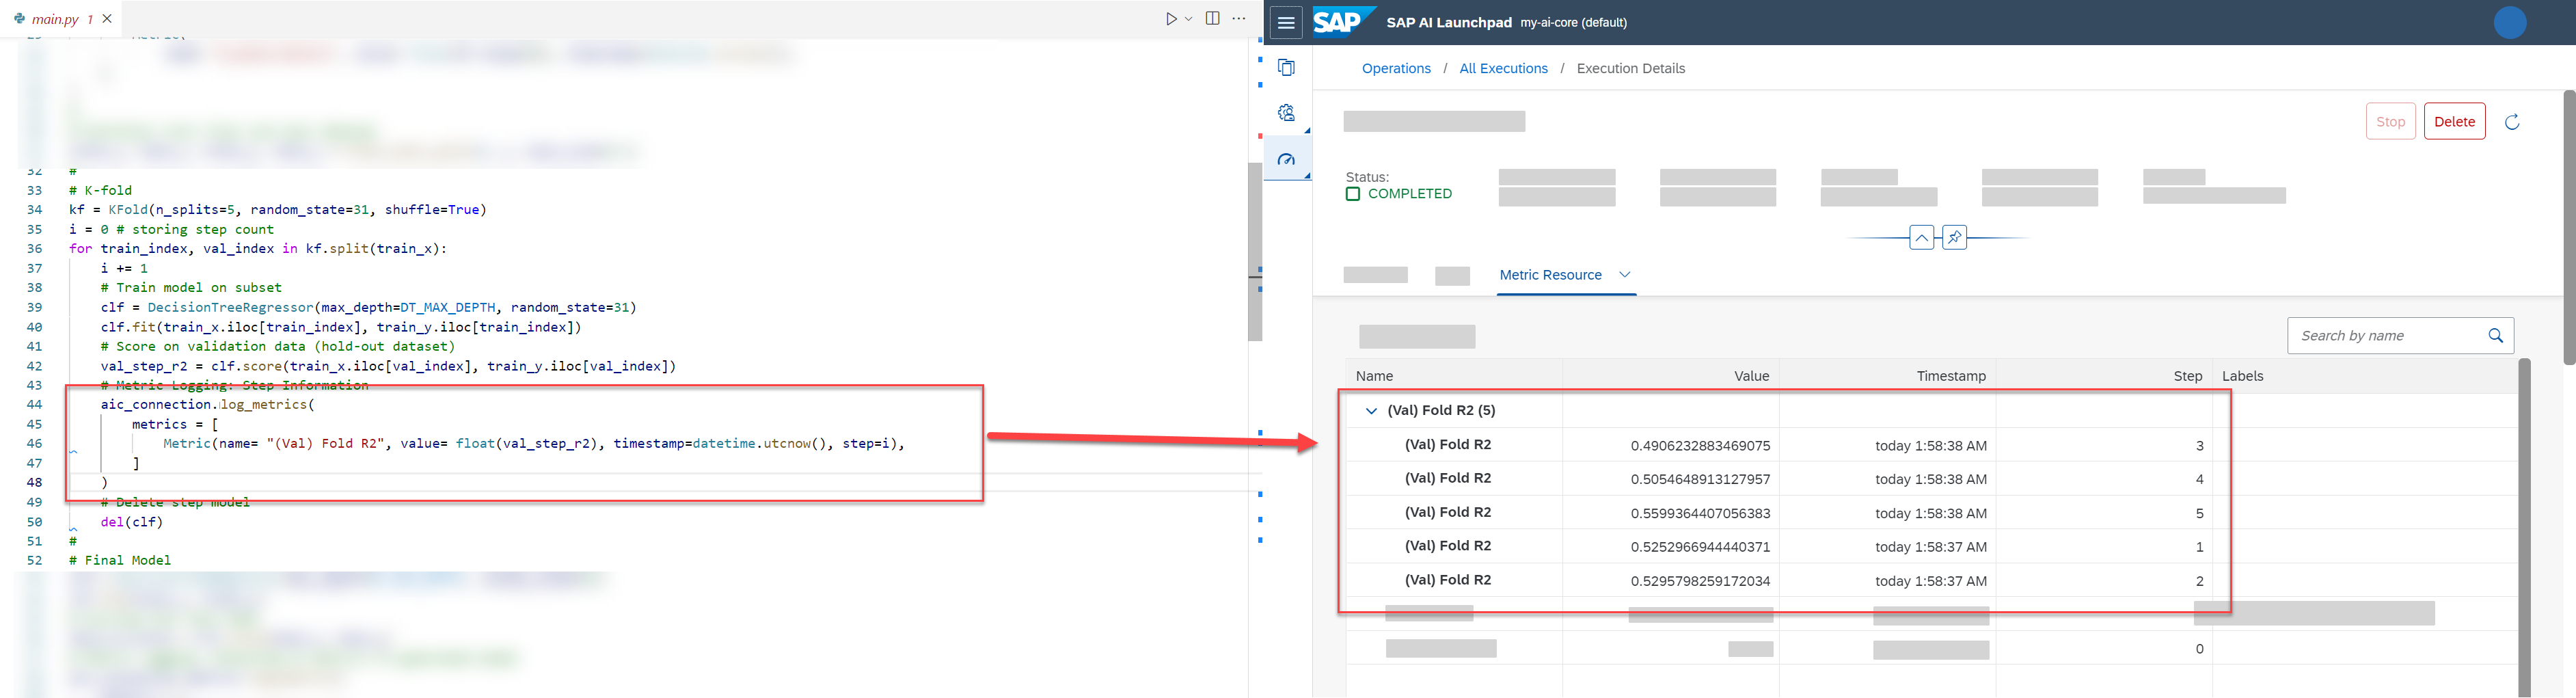 main.py 1
32 #
33 # K-fold
34 kf = KFold(n_splits=5, random_state=31, shuffle=True)
35 i = 0 # storing step count
36 for train_index, val_index in kf.split(train_x):
37 i += 1
38 # Train model on subset
39 clf = DecisionTreeRegressor(max_depth=DT_MAX_DEPTH, random_state=31)
40 clf.fit(train_x.iloc[train_index], train_y.iloc[train_index])
41 # Score on validation data (hold-out dataset)
42 val_step_r2 = clf.score(train_x.iloc[val_index], train_y.iloc[val_index])
43 # Metric Logging: Step Information
44 aic_connection.log_metrics(
45 metrics = [
46 Metric(name= "(Val) Fold R2", value= float(val_step_r2), timestamp=datetime.utcnow(), step=i),
47 ]
48 )
49 # Delete step model
50 del(clf)
51 #
52 # Final Model
SAP SAP AI Launchpad my-ai-core (default)
Operations / All Executions / Execution Details
Stop Delete
Status:
COMPLETED
Metric Resource
Search by name
Name Value Timestamp Step Labels
(Val) Fold R2 (5)
(Val) Fold R2 0.4906232883469075 today 1:58:38 AM 3
(Val) Fold R2 0.5054648913127957 today 1:58:38 AM 4
(Val) Fold R2 0.5599364407056383 today 1:58:38 AM 5
(Val) Fold R2 0.5252966944440371 today 1:58:37 AM 1
(Val) Fold R2 0.5295798259172034 today 1:58:37 AM 2
0